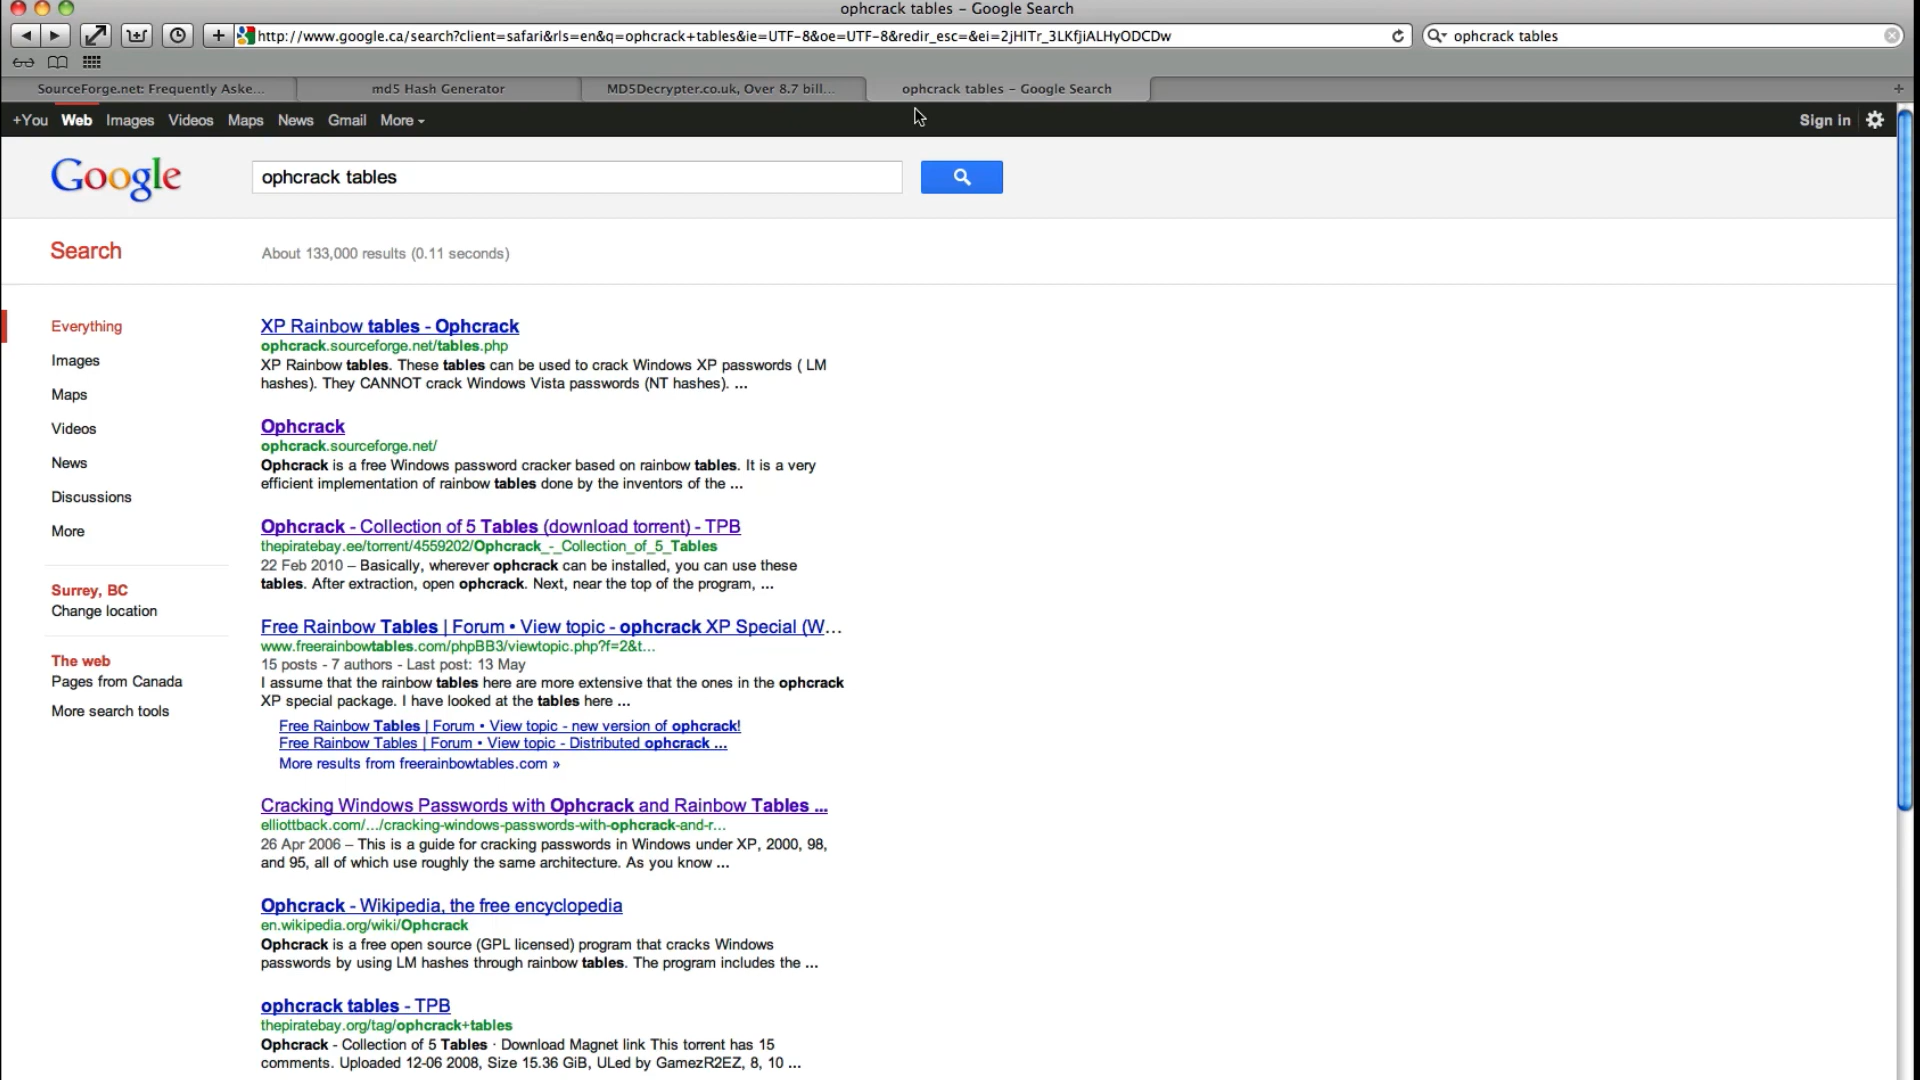 ophcrack tables – Google Search
http://www.google.ca/search?client=safari&rls=en&q=ophcrack+tables&ie=UTF-8&oe=UTF-8&redir_esc=&ei=2jHITr_3LKfjiALHyODCDw
ophcrack tables
SourceForge.net: Frequently Aske...
md5 Hash Generator
MD5Decrypter.co.uk, Over 8.7 bill...
ophcrack tables – Google Search
+You Web Images Videos Maps News Gmail More
Sign in
Google
ophcrack tables
Search
About 133,000 results (0.11 seconds)
Everything
Images
Maps
Videos
News
Discussions
More
Surrey, BC
Change location
The web
Pages from Canada
More search tools
XP Rainbow tables - Ophcrack
ophcrack.sourceforge.net/tables.php
XP Rainbow tables. These tables can be used to crack Windows XP passwords ( LM
hashes). They CANNOT crack Windows Vista passwords (NT hashes). ...
Ophcrack
ophcrack.sourceforge.net/
Ophcrack is a free Windows password cracker based on rainbow tables. It is a very
efficient implementation of rainbow tables done by the inventors of the ...
Ophcrack - Collection of 5 Tables (download torrent) - TPB
thepiratebay.ee/torrent/4559202/Ophcrack_-_Collection_of_5_Tables
22 Feb 2010 – Basically, wherever ophcrack can be installed, you can use these
tables. After extraction, open ophcrack. Next, near the top of the program, ...
Free Rainbow Tables | Forum • View topic - ophcrack XP Special (W...
www.freerainbowtables.com/phpBB3/viewtopic.php?f=2&t...
15 posts - 7 authors - Last post: 13 May
I assume that the rainbow tables here are more extensive that the ones in the ophcrack
XP special package. I have looked at the tables here ...
Free Rainbow Tables | Forum • View topic - new version of ophcrack!
Free Rainbow Tables | Forum • View topic - Distributed ophcrack ...
More results from freerainbowtables.com »
Cracking Windows Passwords with Ophcrack and Rainbow Tables ...
elliottback.com/.../cracking-windows-passwords-with-ophcrack-and-r...
26 Apr 2006 – This is a guide for cracking passwords in Windows under XP, 2000, 98,
and 95, all of which use roughly the same architecture. As you know ...
Ophcrack - Wikipedia, the free encyclopedia
en.wikipedia.org/wiki/Ophcrack
Ophcrack is a free open source (GPL licensed) program that cracks Windows
passwords by using LM hashes through rainbow tables. The program includes the ...
ophcrack tables - TPB
thepiratebay.org/tag/ophcrack+tables
Ophcrack - Collection of 5 Tables · Download Magnet link This torrent has 15
comments. Uploaded 12-06 2008, Size 15.36 GiB, ULed by GamezR2EZ, 8, 10 ...